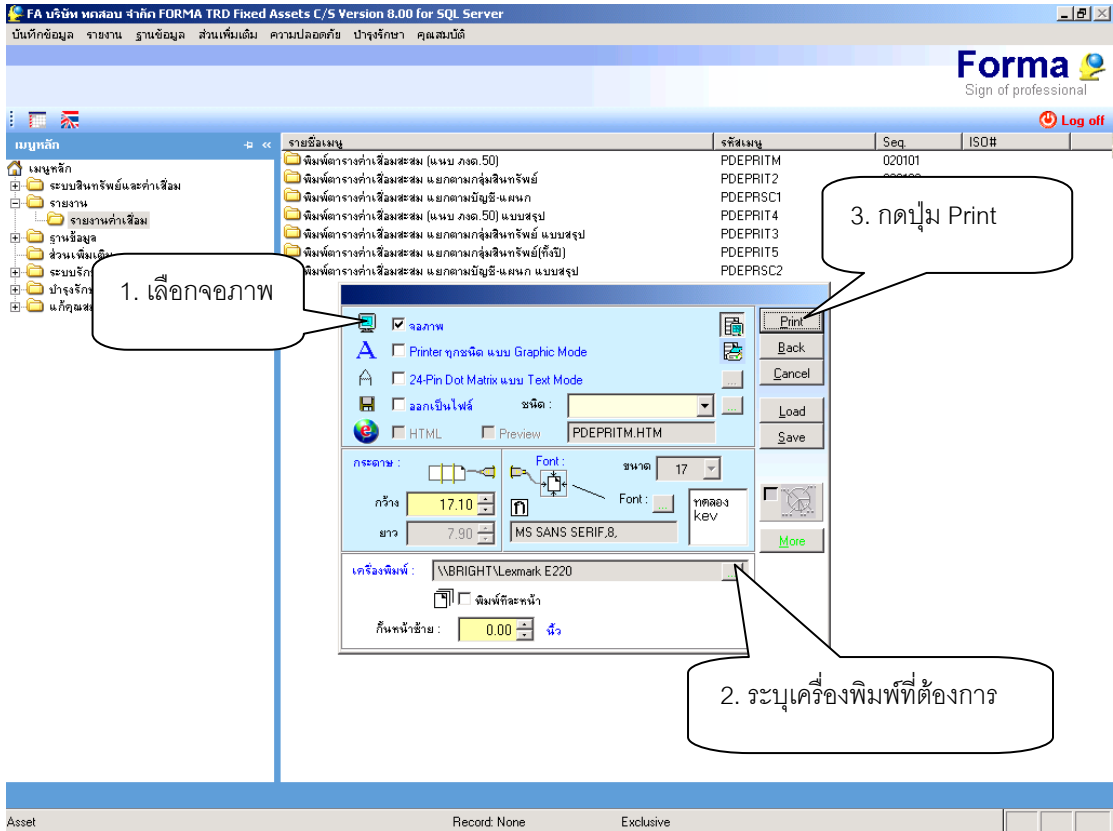 FA บริษัท ทดสอบ จำกัด FORMA TRD Fixed Assets C/S Version 8.00 for SQL Server
บันทึกข้อมูล รายงาน ฐานข้อมูล ส่วนเพิ่มเติม ความปลอดภัย บำรุงรักษา คุณสมบัติ
Forma
Sign of professional
Log off
เมนูหลัก
เมนูหลัก
ระบบสินทรัพย์และค่าเสื่อม
รายงาน
รายงานค่าเสื่อม
ฐานข้อมูล
ส่วนเพิ่มเติม
ระบบรัก
บำรุงรัก
แก้คุณส
รายชื่อเมนู รหัสเมนู Seq. ISO#
พิมพ์ตารางค่าเสื่อมสะสม (แนบ ภงด.50) PDEPRITM 020101
พิมพ์ตารางค่าเสื่อมสะสม แยกตามกลุ่มสินทรัพย์ PDEPRIT2
พิมพ์ตารางค่าเสื่อมสะสม แยกตามบัญชี-แผนก PDEPRSC1
พิมพ์ตารางค่าเสื่อมสะสม (แนบ ภงด.50) แบบสรุป PDEPRIT4
พิมพ์ตารางค่าเสื่อมสะสม แยกตามกลุ่มสินทรัพย์ แบบสรุป PDEPRIT3
พิมพ์ตารางค่าเสื่อมสะสม แยกตามกลุ่มสินทรัพย์(ทั้งปี) PDEPRIT5
พิมพ์ตารางค่าเสื่อมสะสม แยกตามบัญชี-แผนก แบบสรุป PDEPRSC2
1. เลือกจอภาพ
3. กดปุ่ม Print
จอภาพ
Printer ทุกชนิด แบบ Graphic Mode
24-Pin Dot Matrix แบบ Text Mode
ออกเป็นไฟล์ ชนิด :
HTML Preview PDEPRITM.HTM
Print
Back
Cancel
Load
Save
More
กระดาษ : Font : ขนาด 17
กว้าง 17.10 ก Font : ... ทดลอง
kev
ยาว 7.90 MS SANS SERIF,8,
เครื่องพิมพ์ : \\BRIGHT\Lexmark E220
พิมพ์ทีละหน้า
กั้นหน้าซ้าย : 0.00 นิ้ว
2. ระบุเครื่องพิมพ์ที่ต้องการ
Asset Record: None Exclusive